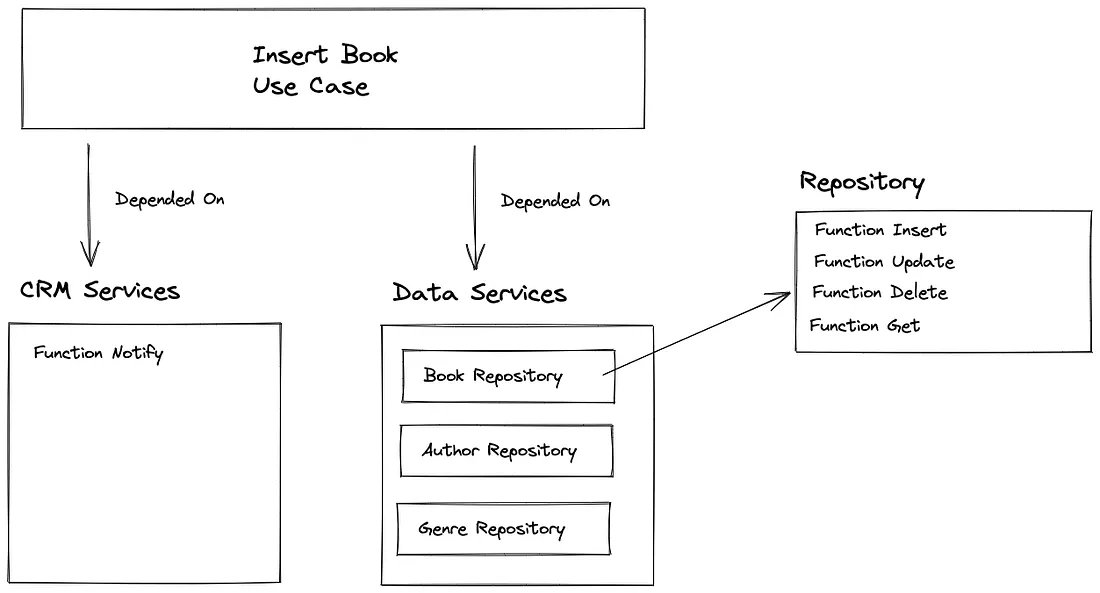 Insert Book
Use Case
Depended On
Depended On
CRM Services
Function Notify
Data Services
Book Repository
Author Repository
Genre Repository
Repository
Function Insert
Function Update
Function Delete
Function Get